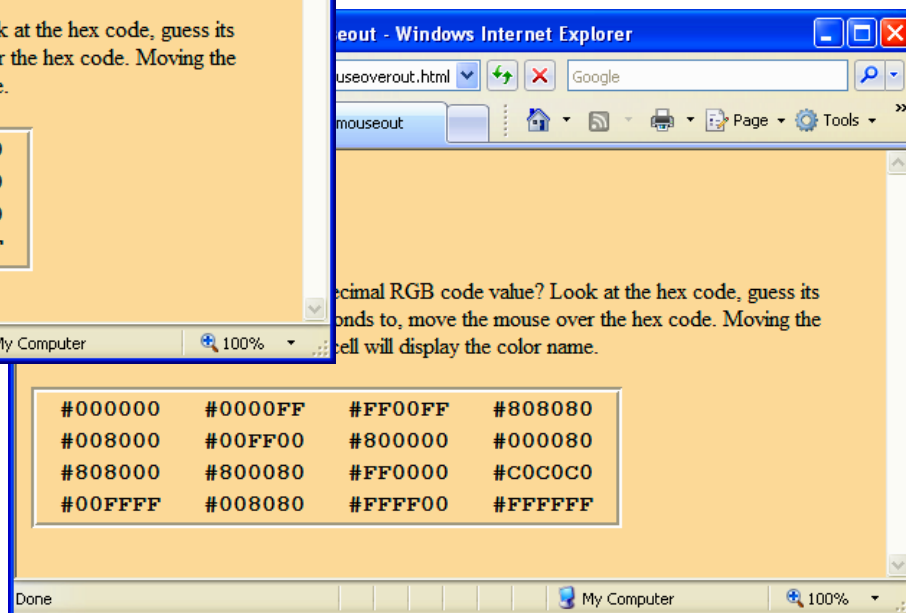 k at the hex code, guess its
r the hex code. Moving the
e.
My Computer
100%
eout - Windows Internet Explorer
useoverout.html
Google
mouseout
Page
Tools
ecimal RGB code value? Look at the hex code, guess its
onds to, move the mouse over the hex code. Moving the
cell will display the color name.
#000000 #0000FF #FF00FF #808080
#008000 #00FF00 #800000 #000080
#808000 #800080 #FF0000 #C0C0C0
#00FFFF #008080 #FFFF00 #FFFFFF
Done
My Computer
100%